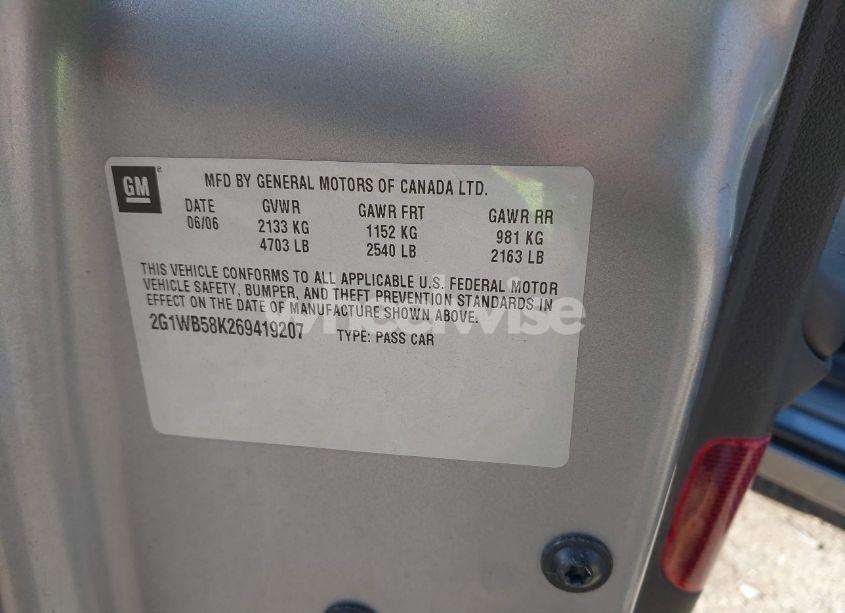 GM
MFD BY GENERAL MOTORS OF CANADA LTD.
DATE GVWR GAWR FRT GAWR RR
06/06 2133 KG 1152 KG 981 KG
4703 LB 2540 LB 2163 LB
THIS VEHICLE CONFORMS TO ALL APPLICABLE U.S. FEDERAL MOTOR
VEHICLE SAFETY, BUMPER, AND THEFT PREVENTION STANDARDS IN
EFFECT ON THE DATE OF MANUFACTURE SHOWN ABOVE.
2G1WB58K269419207 TYPE: PASS CAR
wheelwise